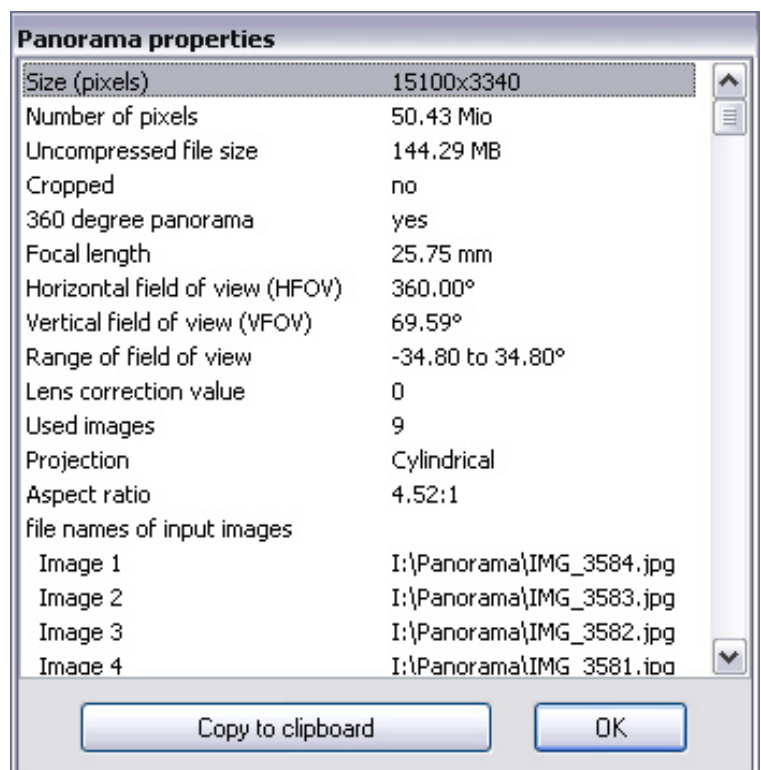 Panorama properties
Size (pixels) 15100x3340
Number of pixels 50.43 Mio
Uncompressed file size 144.29 MB
Cropped no
360 degree panorama yes
Focal length 25.75 mm
Horizontal field of view (HFOV) 360.00°
Vertical field of view (VFOV) 69.59°
Range of field of view -34.80 to 34.80°
Lens correction value 0
Used images 9
Projection Cylindrical
Aspect ratio 4.52:1
file names of input images
Image 1 I:\Panorama\IMG_3584.jpg
Image 2 I:\Panorama\IMG_3583.jpg
Image 3 I:\Panorama\IMG_3582.jpg
Image 4 I:\Panorama\IMG_3581.jpg
Copy to clipboard OK